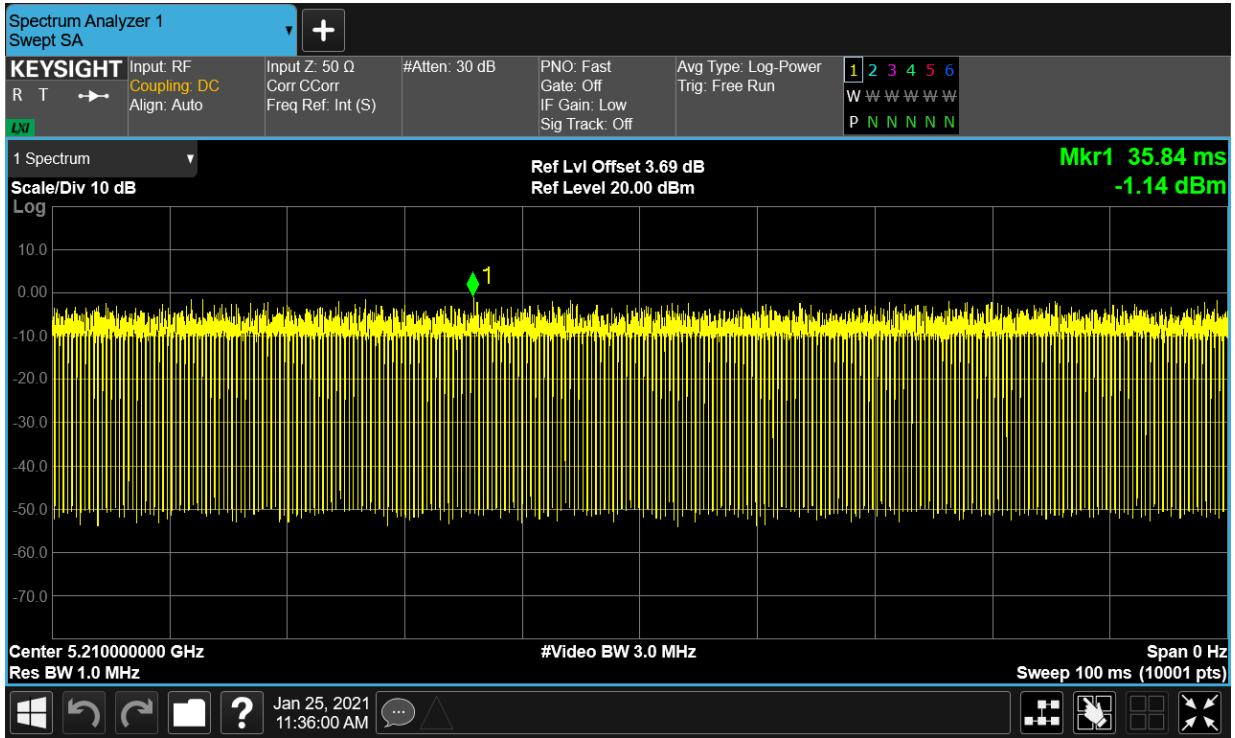 Spectrum Analyzer 1
Swept SA
KEYSIGHT
R T
LXI
Input: RF
Coupling: DC
Align: Auto
Input Z: 50 Ω
Corr CCorr
Freq Ref: Int (S)
#Atten: 30 dB
PNO: Fast
Gate: Off
IF Gain: Low
Sig Track: Off
Avg Type: Log-Power
Trig: Free Run
1 2 3 4 5 6
W W W W W W
P N N N N N
1 Spectrum
Scale/Div 10 dB
Log
Ref Lvl Offset 3.69 dB
Ref Level 20.00 dBm
Mkr1 35.84 ms
-1.14 dBm
10.0
1
0.00
-10.0
-20.0
-30.0
-40.0
-50.0
-60.0
-70.0
Center 5.210000000 GHz
Res BW 1.0 MHz
#Video BW 3.0 MHz
Span 0 Hz
Sweep 100 ms (10001 pts)
?
Jan 25, 2021
11:36:00 AM